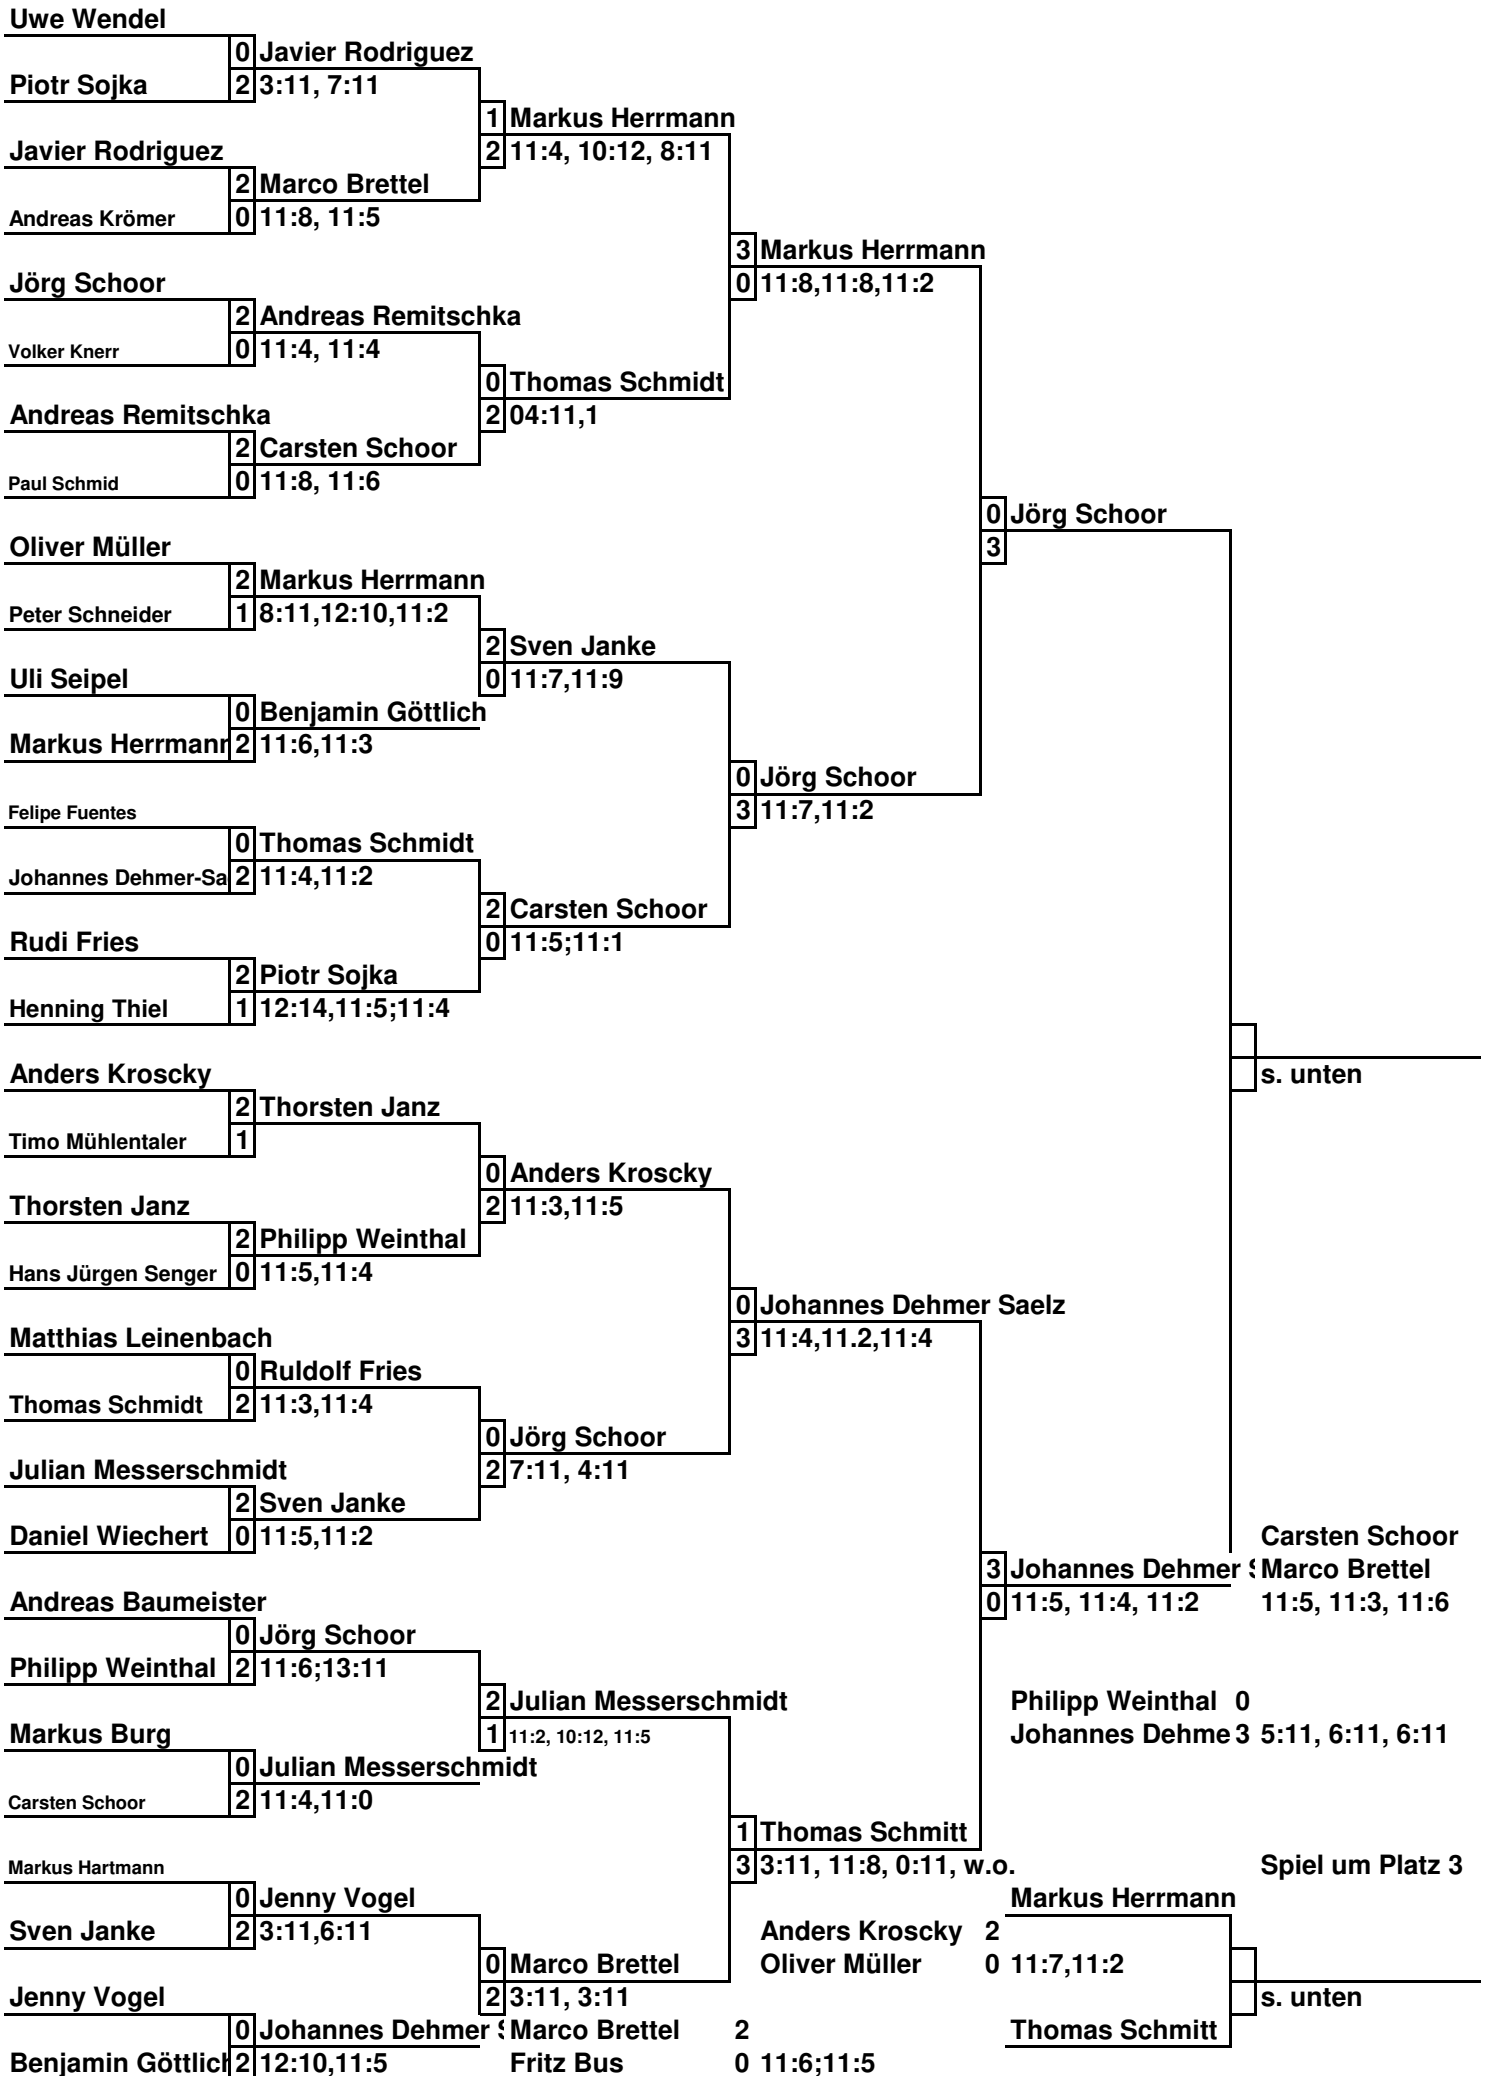 Uwe Wendel
0 Javier Rodriguez
Piotr Sojka 2 3:11, 7:11
1 Markus Herrmann
Javier Rodriguez 2 11:4, 10:12, 8:11
2 Marco Brettel
Andreas Krömer 0 11:8, 11:5
3 Markus Herrmann
Jörg Schoor 0 11:8,11:8,11:2
2 Andreas Remitschka
Volker Knerr 0 11:4, 11:4
0 Thomas Schmidt
Andreas Remitschka 2 04:11,1
2 Carsten Schoor
Paul Schmid 0 11:8, 11:6
0 Jörg Schoor
Oliver Müller 3
2 Markus Herrmann
Peter Schneider 1 8:11,12:10,11:2
2 Sven Janke
Uli Seipel 0 11:7,11:9
0 Benjamin Göttlich
Markus Herrmann 2 11:6,11:3
0 Jörg Schoor
Felipe Fuentes 3 11:7,11:2
0 Thomas Schmidt
Johannes Dehmer-Sa 2 11:4,11:2
2 Carsten Schoor
Rudi Fries 0 11:5;11:1
2 Piotr Sojka
Henning Thiel 1 12:14,11:5;11:4
Anders Kroscky s. unten
2 Thorsten Janz
Timo Mühlentaler 1
0 Anders Kroscky
Thorsten Janz 2 11:3,11:5
2 Philipp Weinthal
Hans Jürgen Senger 0 11:5,11:4
0 Johannes Dehmer Saelz
Matthias Leinenbach 3 11:4,11.2,11:4
0 Ruldolf Fries
Thomas Schmidt 2 11:3,11:4
0 Jörg Schoor
Julian Messerschmidt 2 7:11, 4:11
2 Sven Janke
Daniel Wiechert 0 11:5,11:2 Carsten Schoor
3 Johannes Dehmer S Marco Brettel
Andreas Baumeister 0 11:5, 11:4, 11:2 11:5, 11:3, 11:6
0 Jörg Schoor
Philipp Weinthal 2 11:6;13:11
2 Julian Messerschmidt Philipp Weinthal 0
Markus Burg 1 11:2, 10:12, 11:5 Johannes Dehme 3 5:11, 6:11, 6:11
0 Julian Messerschmidt
Carsten Schoor 2 11:4,11:0
1 Thomas Schmitt
Markus Hartmann 3 3:11, 11:8, 0:11, w.o. Spiel um Platz 3
0 Jenny Vogel Markus Herrmann
Sven Janke 2 3:11,6:11 Anders Kroscky 2
0 Marco Brettel Oliver Müller 0 11:7,11:2
Jenny Vogel 2 3:11, 3:11 s. unten
0 Johannes Dehmer S Marco Brettel 2 Thomas Schmitt
Benjamin Göttlich 2 12:10,11:5 Fritz Bus 0 11:6;11:5